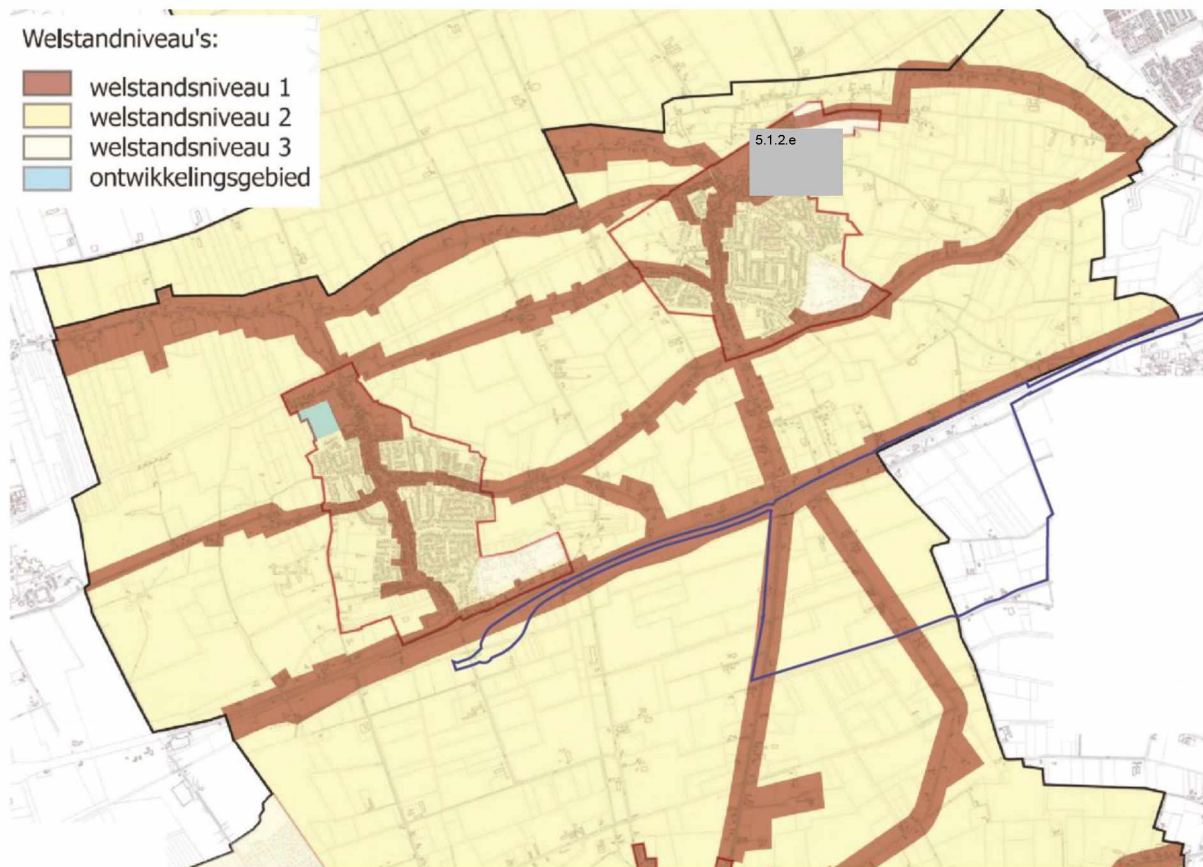 Welstandniveau's:
welstandsniveau 1
welstandsniveau 2
welstandsniveau 3
ontwikkelingsgebied
5.1.2.e